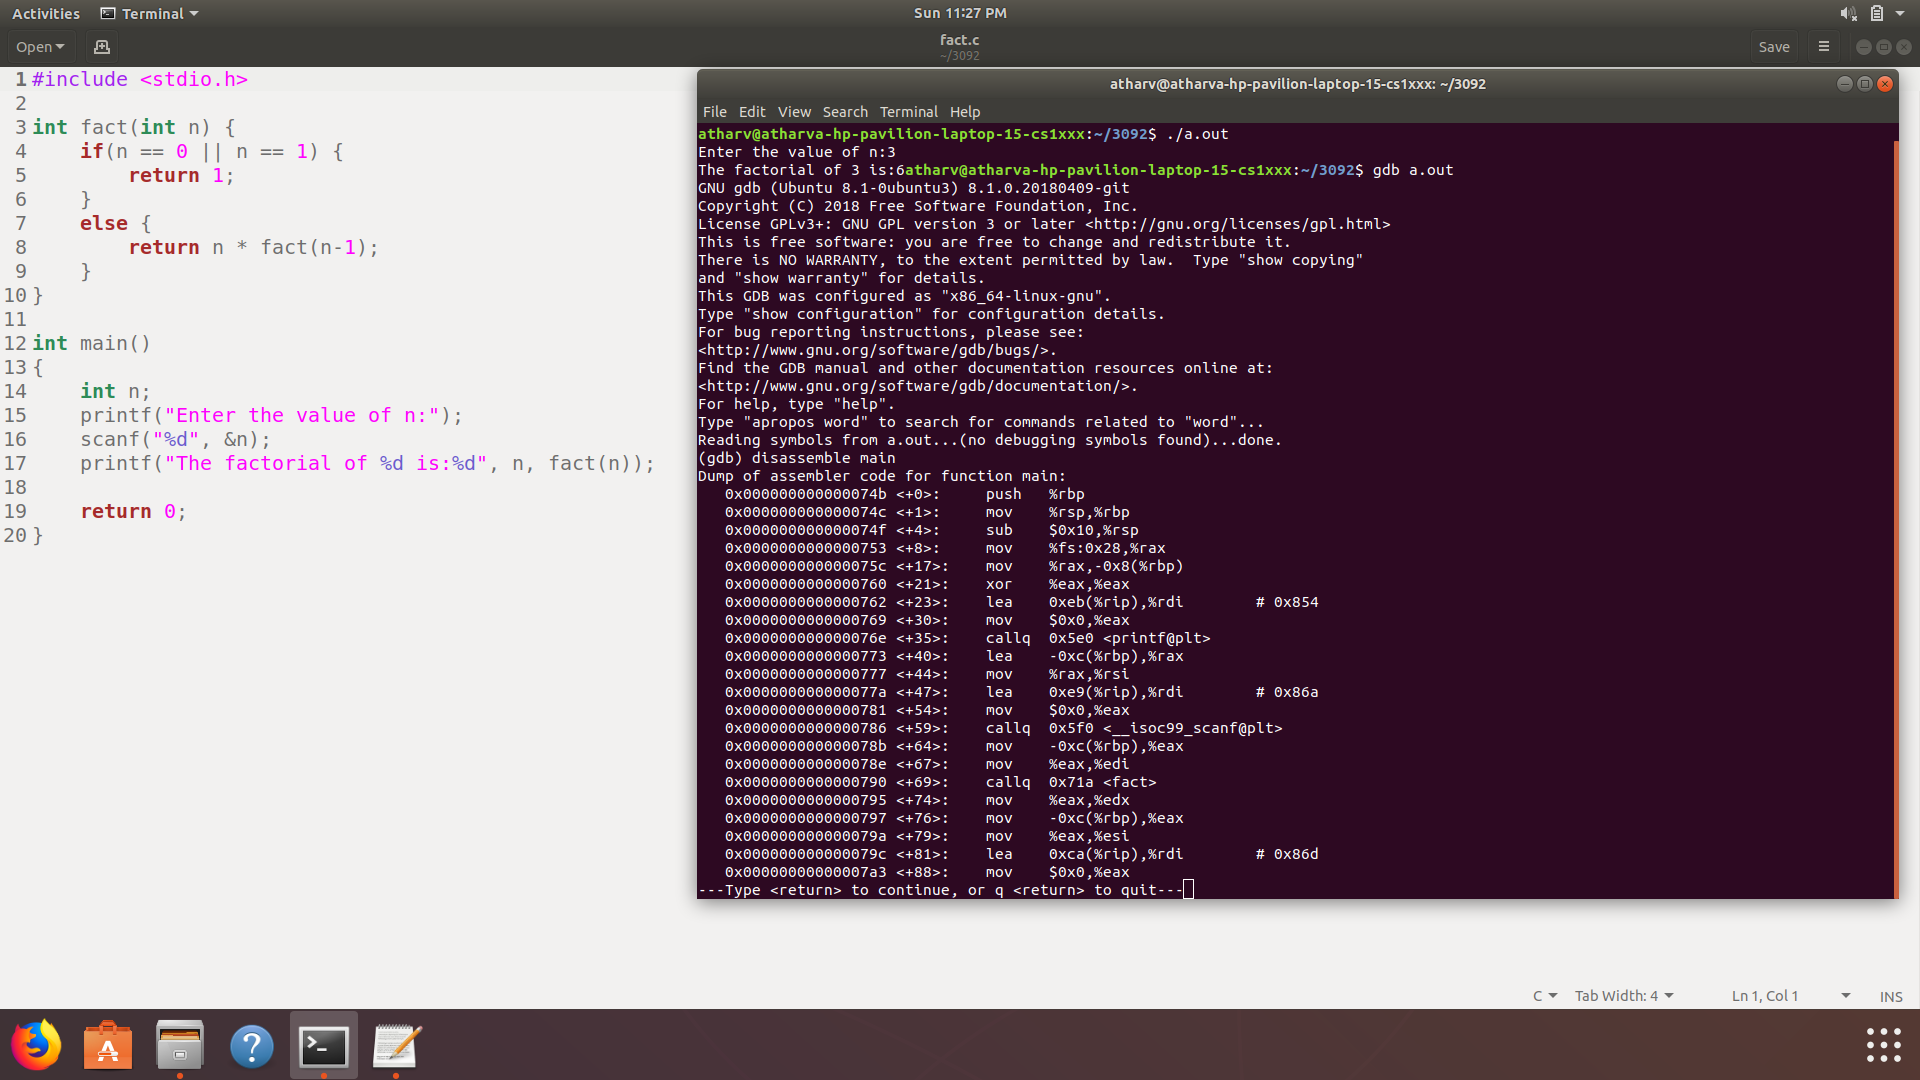 Activities Terminal Sun 11:27 PM
Open fact.c Save
~/3092
1 #include <stdio.h>
2
3 int fact(int n) {
4     if(n == 0 || n == 1) {
5         return 1;
6     }
7     else {
8         return n * fact(n-1);
9     }
10 }
11
12 int main()
13 {
14     int n;
15     printf("Enter the value of n:");
16     scanf("%d", &n);
17     printf("The factorial of %d is:%d", n, fact(n));
18
19     return 0;
20 }
atharv@atharva-hp-pavilion-laptop-15-cs1xxx: ~/3092
File Edit View Search Terminal Help
atharv@atharva-hp-pavilion-laptop-15-cs1xxx:~/3092$ ./a.out
Enter the value of n:3
The factorial of 3 is:6atharv@atharva-hp-pavilion-laptop-15-cs1xxx:~/3092$ gdb a.out
GNU gdb (Ubuntu 8.1-0ubuntu3) 8.1.0.20180409-git
Copyright (C) 2018 Free Software Foundation, Inc.
License GPLv3+: GNU GPL version 3 or later <http://gnu.org/licenses/gpl.html>
This is free software: you are free to change and redistribute it.
There is NO WARRANTY, to the extent permitted by law.  Type "show copying"
and "show warranty" for details.
This GDB was configured as "x86_64-linux-gnu".
Type "show configuration" for configuration details.
For bug reporting instructions, please see:
<http://www.gnu.org/software/gdb/bugs/>.
Find the GDB manual and other documentation resources online at:
<http://www.gnu.org/software/gdb/documentation/>.
For help, type "help".
Type "apropos word" to search for commands related to "word"...
Reading symbols from a.out...(no debugging symbols found)...done.
(gdb) disassemble main
Dump of assembler code for function main:
   0x000000000000074b <+0>:     push   %rbp
   0x000000000000074c <+1>:     mov    %rsp,%rbp
   0x000000000000074f <+4>:     sub    $0x10,%rsp
   0x0000000000000753 <+8>:     mov    %fs:0x28,%rax
   0x000000000000075c <+17>:    mov    %rax,-0x8(%rbp)
   0x0000000000000760 <+21>:    xor    %eax,%eax
   0x0000000000000762 <+23>:    lea    0xeb(%rip),%rdi        # 0x854
   0x0000000000000769 <+30>:    mov    $0x0,%eax
   0x000000000000076e <+35>:    callq  0x5e0 <printf@plt>
   0x0000000000000773 <+40>:    lea    -0xc(%rbp),%rax
   0x0000000000000777 <+44>:    mov    %rax,%rsi
   0x000000000000077a <+47>:    lea    0xe9(%rip),%rdi        # 0x86a
   0x0000000000000781 <+54>:    mov    $0x0,%eax
   0x0000000000000786 <+59>:    callq  0x5f0 <__isoc99_scanf@plt>
   0x000000000000078b <+64>:    mov    -0xc(%rbp),%eax
   0x000000000000078e <+67>:    mov    %eax,%edi
   0x0000000000000790 <+69>:    callq  0x71a <fact>
   0x0000000000000795 <+74>:    mov    %eax,%edx
   0x0000000000000797 <+76>:    mov    -0xc(%rbp),%eax
   0x000000000000079a <+79>:    mov    %eax,%esi
   0x000000000000079c <+81>:    lea    0xca(%rip),%rdi        # 0x86d
   0x00000000000007a3 <+88>:    mov    $0x0,%eax
---Type <return> to continue, or q <return> to quit---
C Tab Width: 4 Ln 1, Col 1 INS